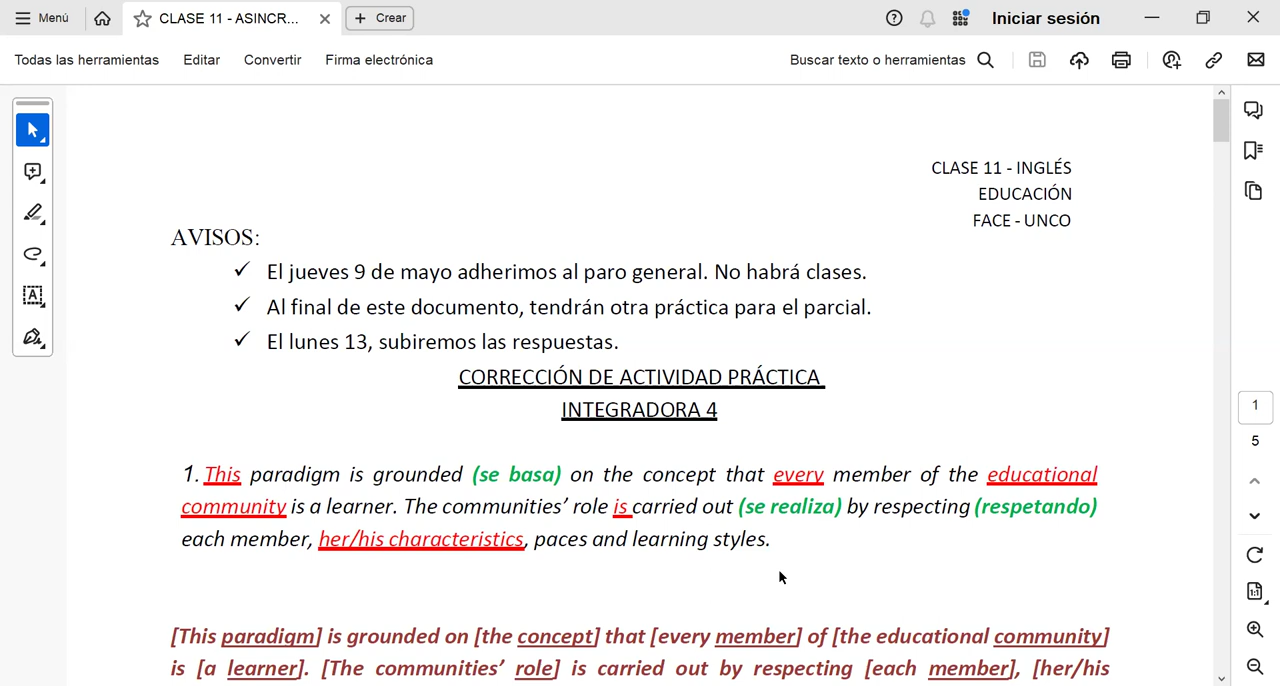 Menú
CLASE 11 - ASINCR...
Crear
Iniciar sesión
Todas las herramientas
Editar
Convertir
Firma electrónica
Buscar texto o herramientas
CLASE 11 - INGLÉS
EDUCACIÓN
FACE - UNCO
AVISOS:
✓ El jueves 9 de mayo adherimos al paro general. No habrá clases.
✓ Al final de este documento, tendrán otra práctica para el parcial.
✓ El lunes 13, subiremos las respuestas.
CORRECCIÓN DE ACTIVIDAD PRÁCTICA
INTEGRADORA 4
1. This paradigm is grounded (se basa) on the concept that every member of the educational
community is a learner. The communities’ role is carried out (se realiza) by respecting (respetando)
each member, her/his characteristics, paces and learning styles.
[This paradigm] is grounded on [the concept] that [every member] of [the educational community]
is [a learner]. [The communities’ role] is carried out by respecting [each member], [her/his
1
5
1:1